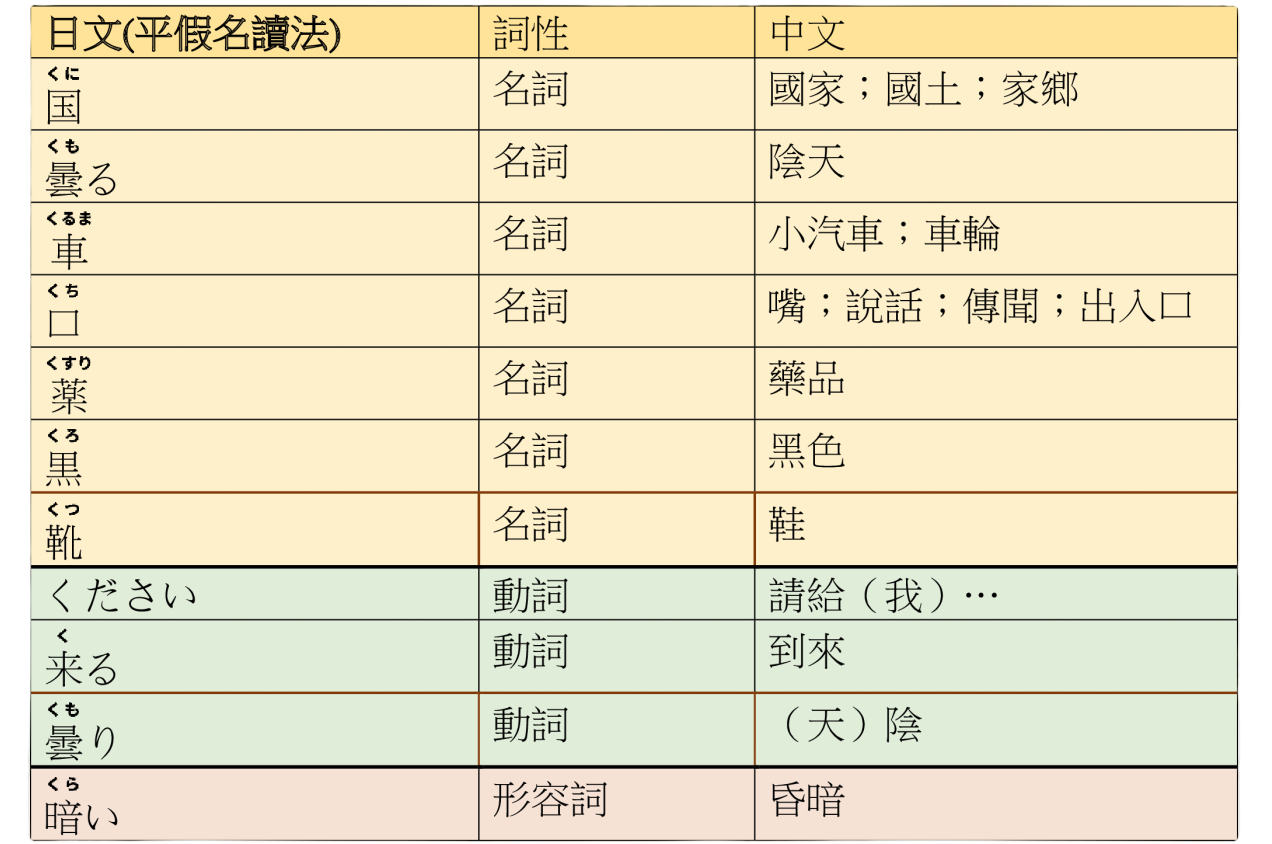 日文(平假名讀法) 詞性 中文
くに
国 名詞 國家；國土；家鄉
くも
曇る 名詞 陰天
くるま
車 名詞 小汽車；車輪
くち
口 名詞 嘴；說話；傳聞；出入口
くすり
薬 名詞 藥品
くろ
黒 名詞 黑色
くつ
靴 名詞 鞋
ください 動詞 請給（我）…
く
来る 動詞 到來
くも
曇り 動詞 （天）陰
くら
暗い 形容詞 昏暗